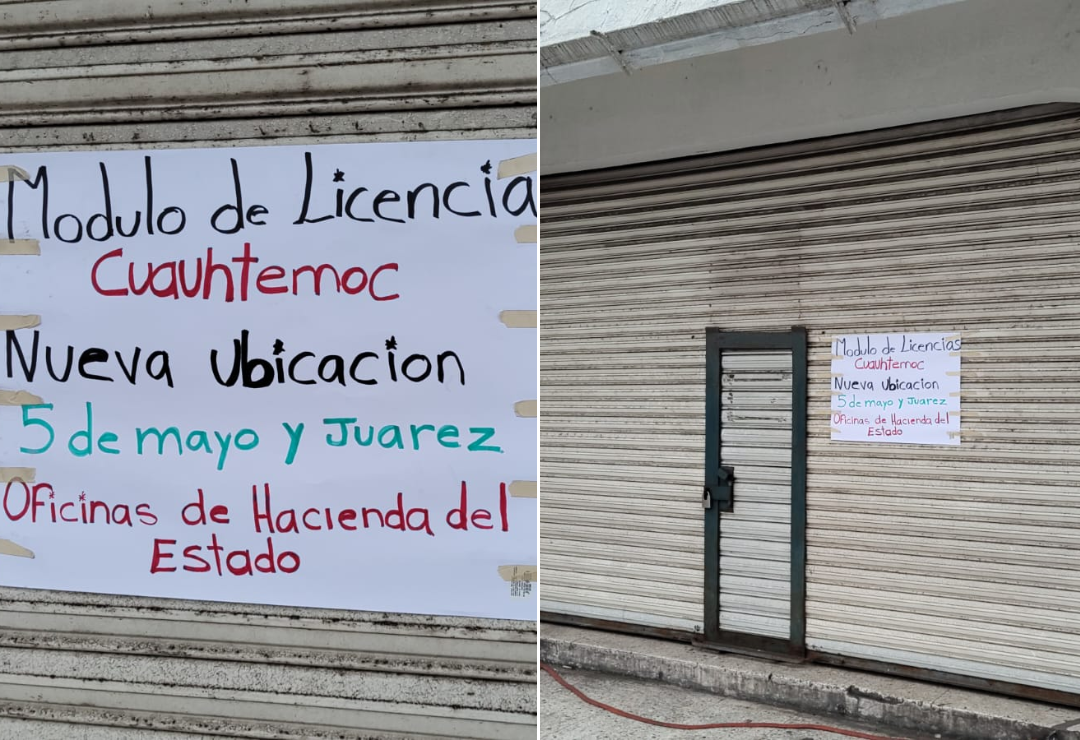 Modulo de Licencia
Cuauhtemoc
Nueva Ubicacion
5 de mayo y Juarez
Oficinas de Hacienda del
Estado
Modulo de Licencias
Cuauhtemoc
Nueva Ubicacion
5 de mayo y Juarez
Oficinas de Hacienda del
Estado